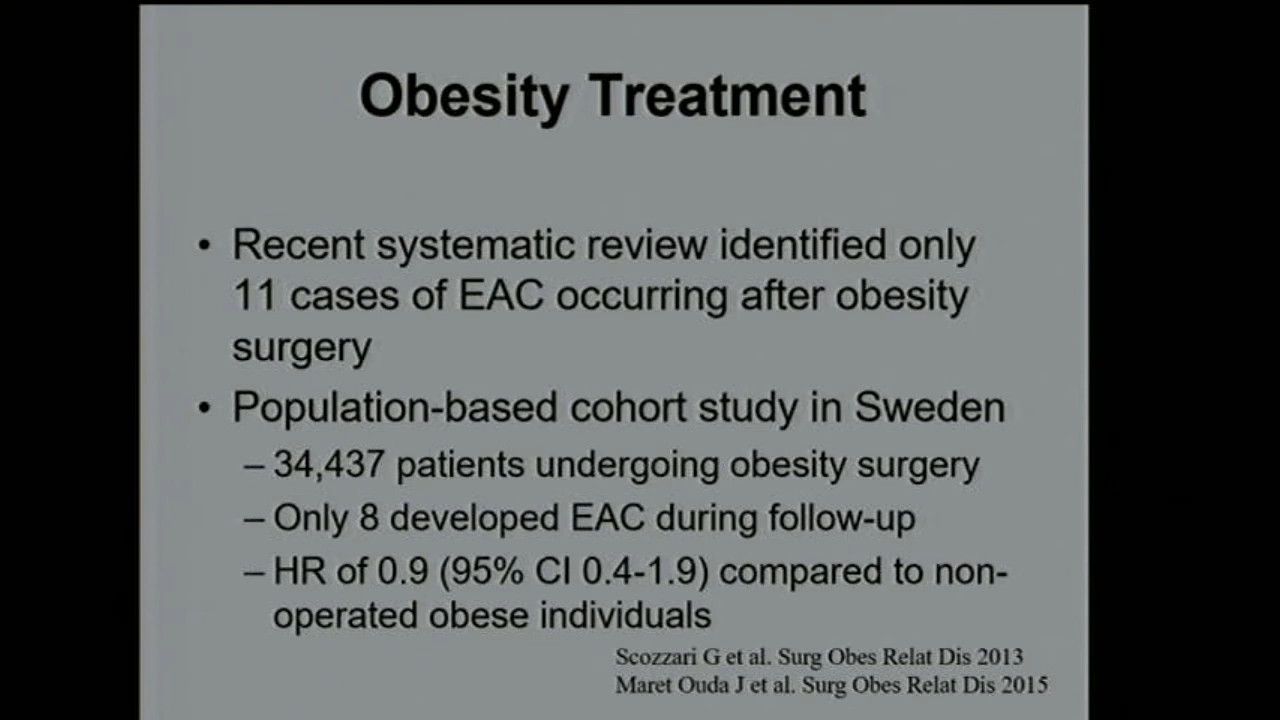 Obesity Treatment
• Recent systematic review identified only
11 cases of EAC occurring after obesity
surgery
• Population-based cohort study in Sweden
– 34,437 patients undergoing obesity surgery
– Only 8 developed EAC during follow-up
– HR of 0.9 (95% CI 0.4-1.9) compared to non-
operated obese individuals
Scozzari G et al. Surg Obes Relat Dis 2013
Maret Ouda J et al. Surg Obes Relat Dis 2015